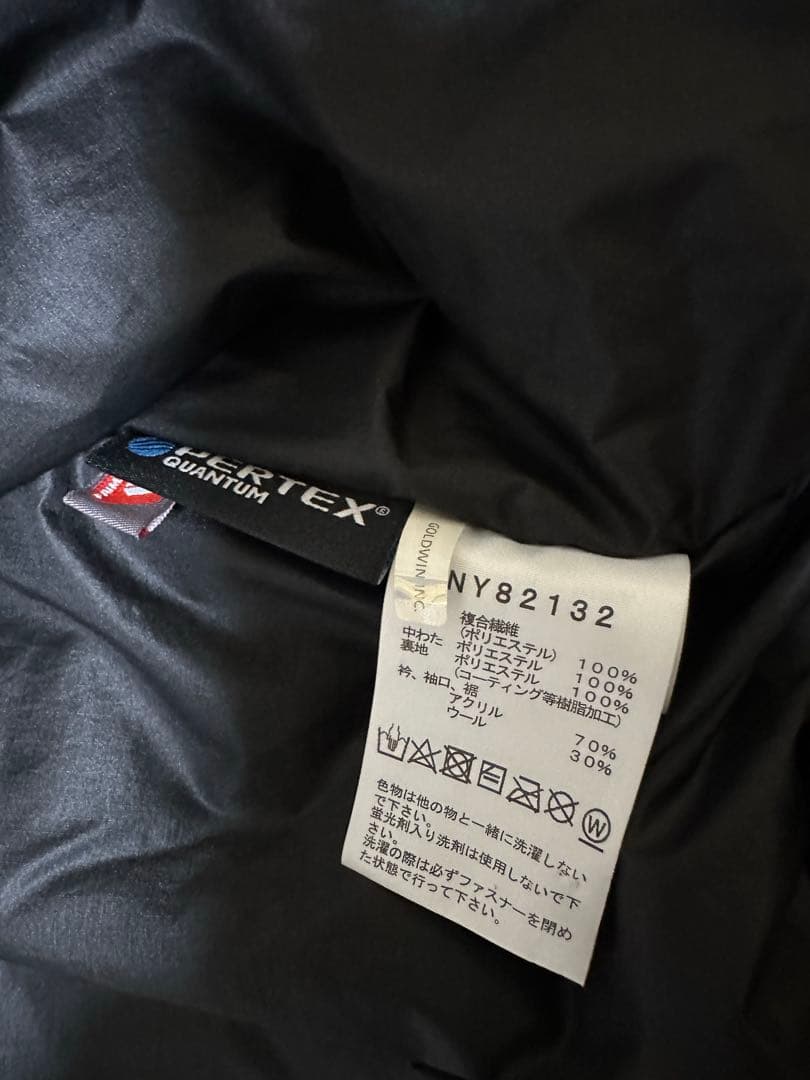 PERTEX®
QUANTUM
GOLDWIN INC.
NY82132
複合繊維
(ポリエステル) 100%
中わた ポリエステル 100%
裏地 ポリエステル 100%
(コーティング等樹脂加工)
衿、袖口、裾
アクリル 70%
ウール 30%
W
色物は他の物と一緒に洗濯しない
で下さい。
蛍光剤入り洗剤は使用しないで下
さい。
洗濯の際は必ずファスナーを閉め
た状態で行って下さい。